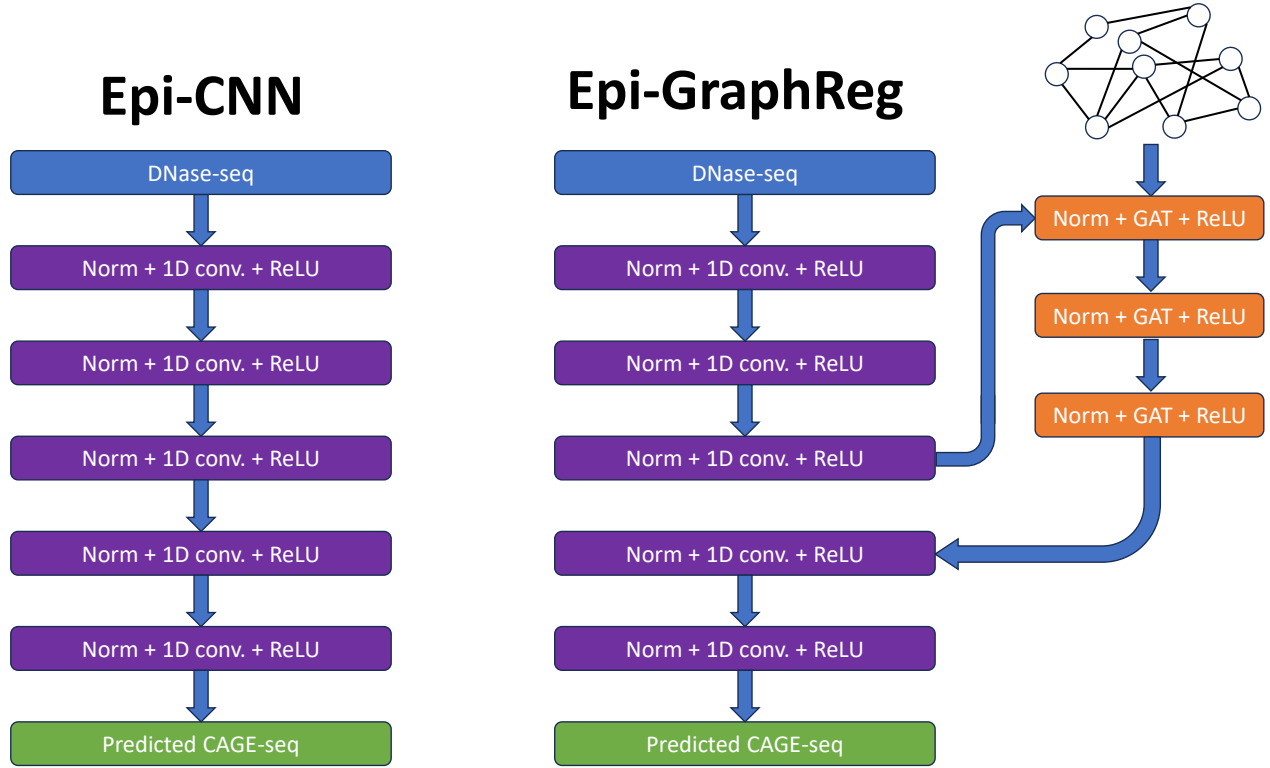 Epi-CNN
DNase-seq
Norm + 1D conv. + ReLU
Norm + 1D conv. + ReLU
Norm + 1D conv. + ReLU
Norm + 1D conv. + ReLU
Norm + 1D conv. + ReLU
Predicted CAGE-seq
Epi-GraphReg
DNase-seq
Norm + 1D conv. + ReLU
Norm + 1D conv. + ReLU
Norm + 1D conv. + ReLU
Norm + 1D conv. + ReLU
Norm + 1D conv. + ReLU
Predicted CAGE-seq
Norm + GAT + ReLU
Norm + GAT + ReLU
Norm + GAT + ReLU